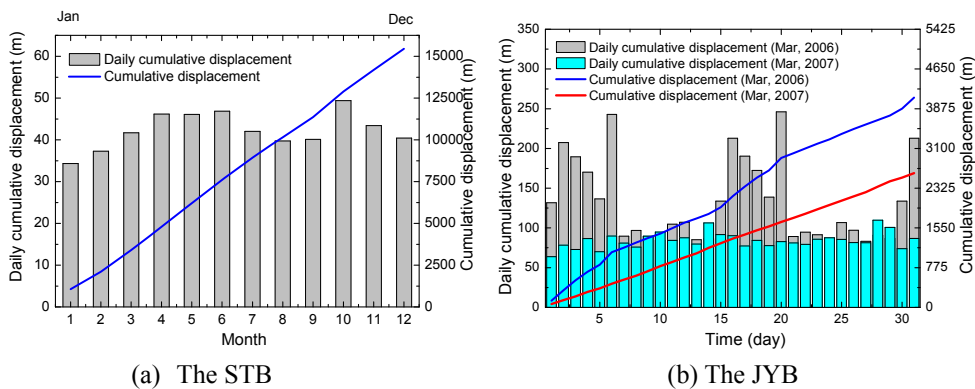 Jan Dec
Daily cumulative displacement
Cumulative displacement
Daily cumulative displacement (m)
60
50
40
30
20
10
0
15000
12500
10000
7500
5000
2500
0
Cumulative displacement (m)
1 2 3 4 5 6 7 8 9 10 11 12
Month
(a) The STB
Daily cumulative displacement (Mar, 2006)
Daily cumulative displacement (Mar, 2007)
Cumulative displacement (Mar, 2006)
Cumulative displacement (Mar, 2007)
Daily cumulative displacement (m)
350
300
250
200
150
100
50
0
5425
4650
3875
3100
2325
1550
775
0
Cumulative displacement (m)
5 10 15 20 25 30
Time (day)
(b) The JYB